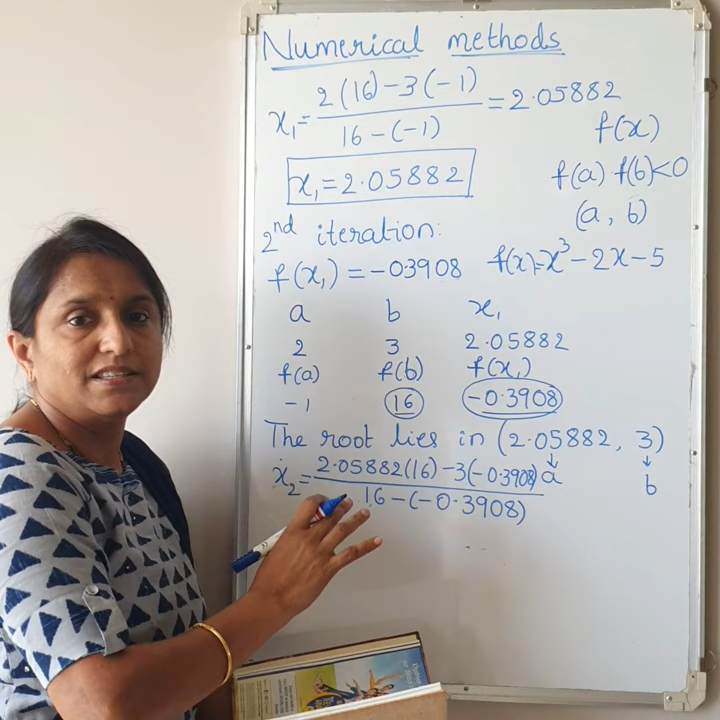 Numerical methods
x₁ = 2(16) - 3(-1) / 16 - (-1) = 2.05882
f(x)
x₁ = 2.05882
f(a) f(b) < 0
(a, b)
2nd iteration:
f(x₁) = -03908 f(x)= x³ - 2x - 5
a b x₁
2 3 2.05882
f(a) f(b) f(x₁)
-1 16 -0.3908
The root lies in (2.05882, 3)
↓ ↓
a b
x₂ = 2.05882(16) - 3(-0.3908) / 16 - (-0.3908)